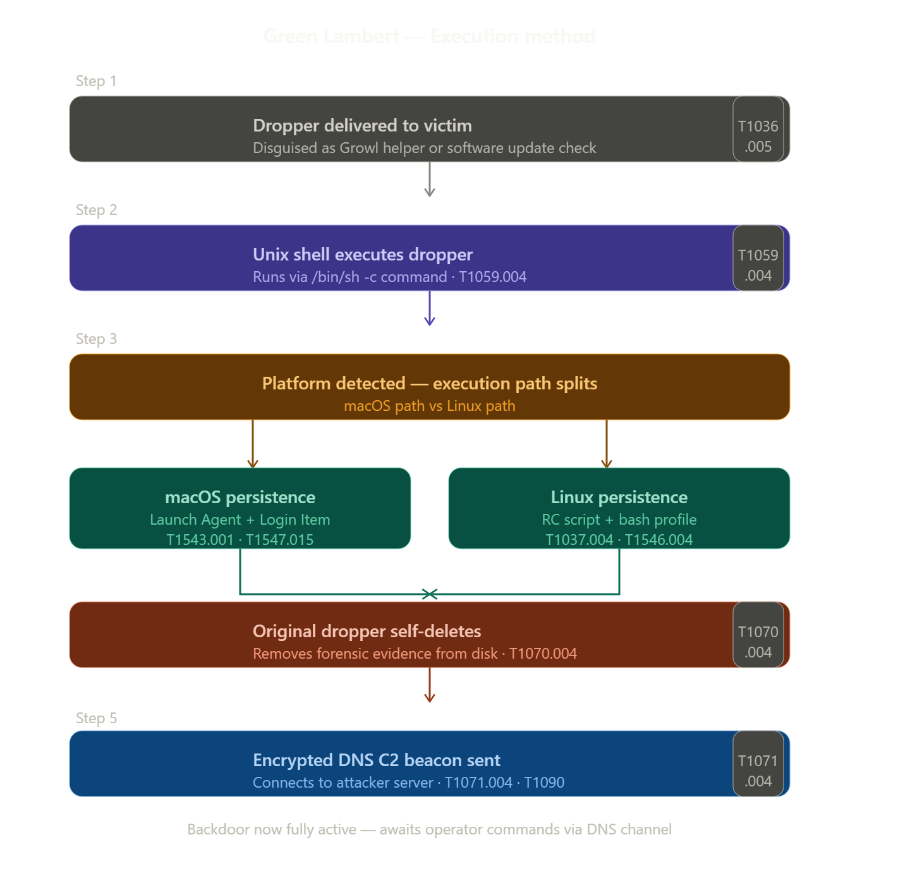 Green Lambert — Execution method
Step 1
Dropper delivered to victim
Disguised as Growl helper or software update check
T1036
.005
Step 2
Unix shell executes dropper
Runs via /bin/sh -c command · T1059.004
T1059
.004
Step 3
Platform detected — execution path splits
macOS path vs Linux path
macOS persistence
Launch Agent + Login Item
T1543.001 · T1547.015
Linux persistence
RC script + bash profile
T1037.004 · T1546.004
Original dropper self-deletes
Removes forensic evidence from disk · T1070.004
T1070
.004
Step 5
Encrypted DNS C2 beacon sent
Connects to attacker server · T1071.004 · T1090
T1071
.004
Backdoor now fully active — awaits operator commands via DNS channel